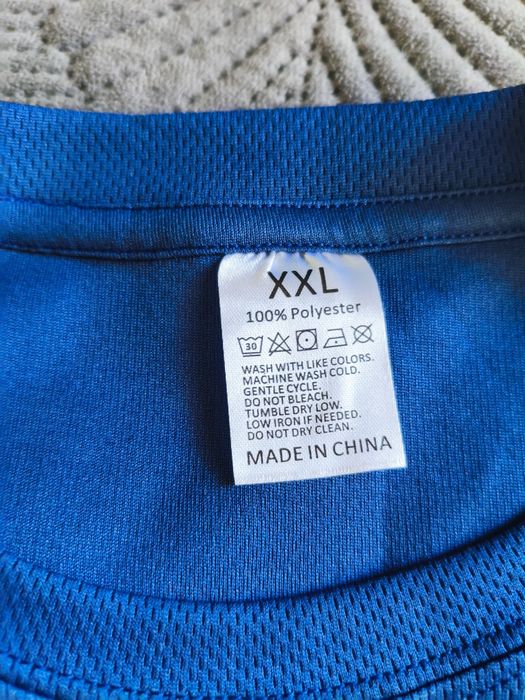 XXL
100% Polyester
30
WASH WITH LIKE COLORS.
MACHINE WASH COLD.
GENTLE CYCLE.
DO NOT BLEACH.
TUMBLE DRY LOW.
LOW IRON IF NEEDED.
DO NOT DRY CLEAN.
MADE IN CHINA